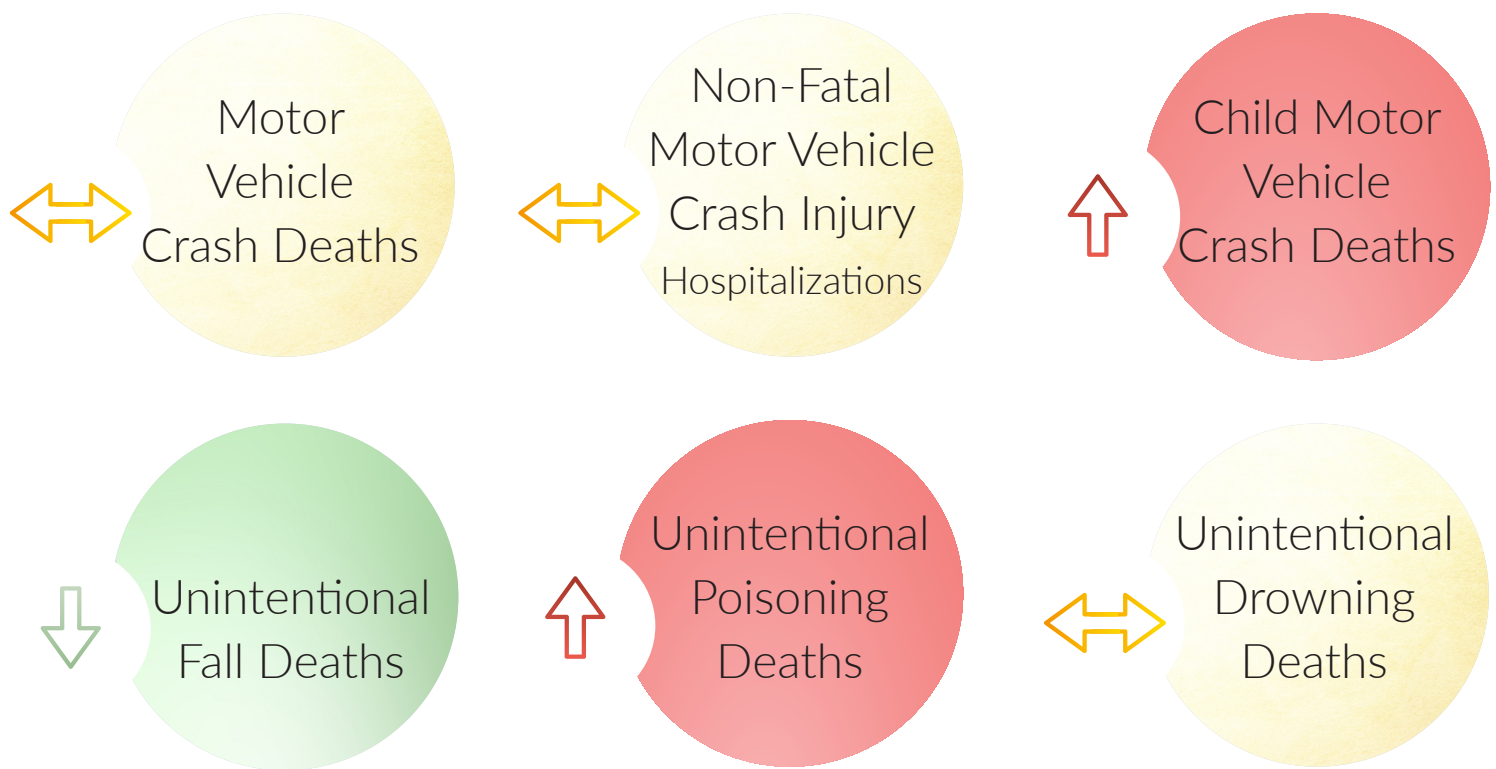 Motor
Vehicle
Crash Deaths
Non-Fatal
Motor Vehicle
Crash Injury
Hospitalizations
Child Motor
Vehicle
Crash Deaths
Unintentional
Fall Deaths
Unintentional
Poisoning
Deaths
Unintentional
Drowning
Deaths